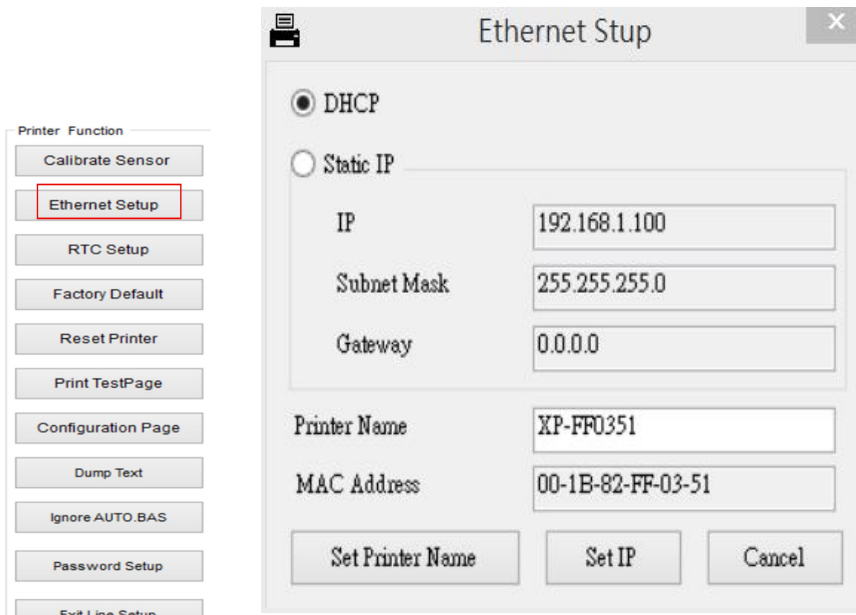 Printer Function
Calibrate Sensor
Ethernet Setup
RTC Setup
Factory Default
Reset Printer
Print TestPage
Configuration Page
Dump Text
Ignore AUTO.BAS
Password Setup
Exit Line Setup
Ethernet Stup
X
DHCP
Static IP
IP 192.168.1.100
Subnet Mask 255.255.255.0
Gateway 0.0.0.0
Printer Name XP-FF0351
MAC Address 00-1B-82-FF-03-51
Set Printer Name Set IP Cancel